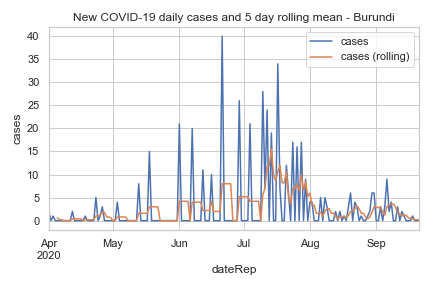 New COVID-19 daily cases and 5 day rolling mean - Burundi
cases
cases (rolling)
cases
40
35
30
25
20
15
10
5
0
Apr
2020
May
Jun
Jul
Aug
Sep
dateRep